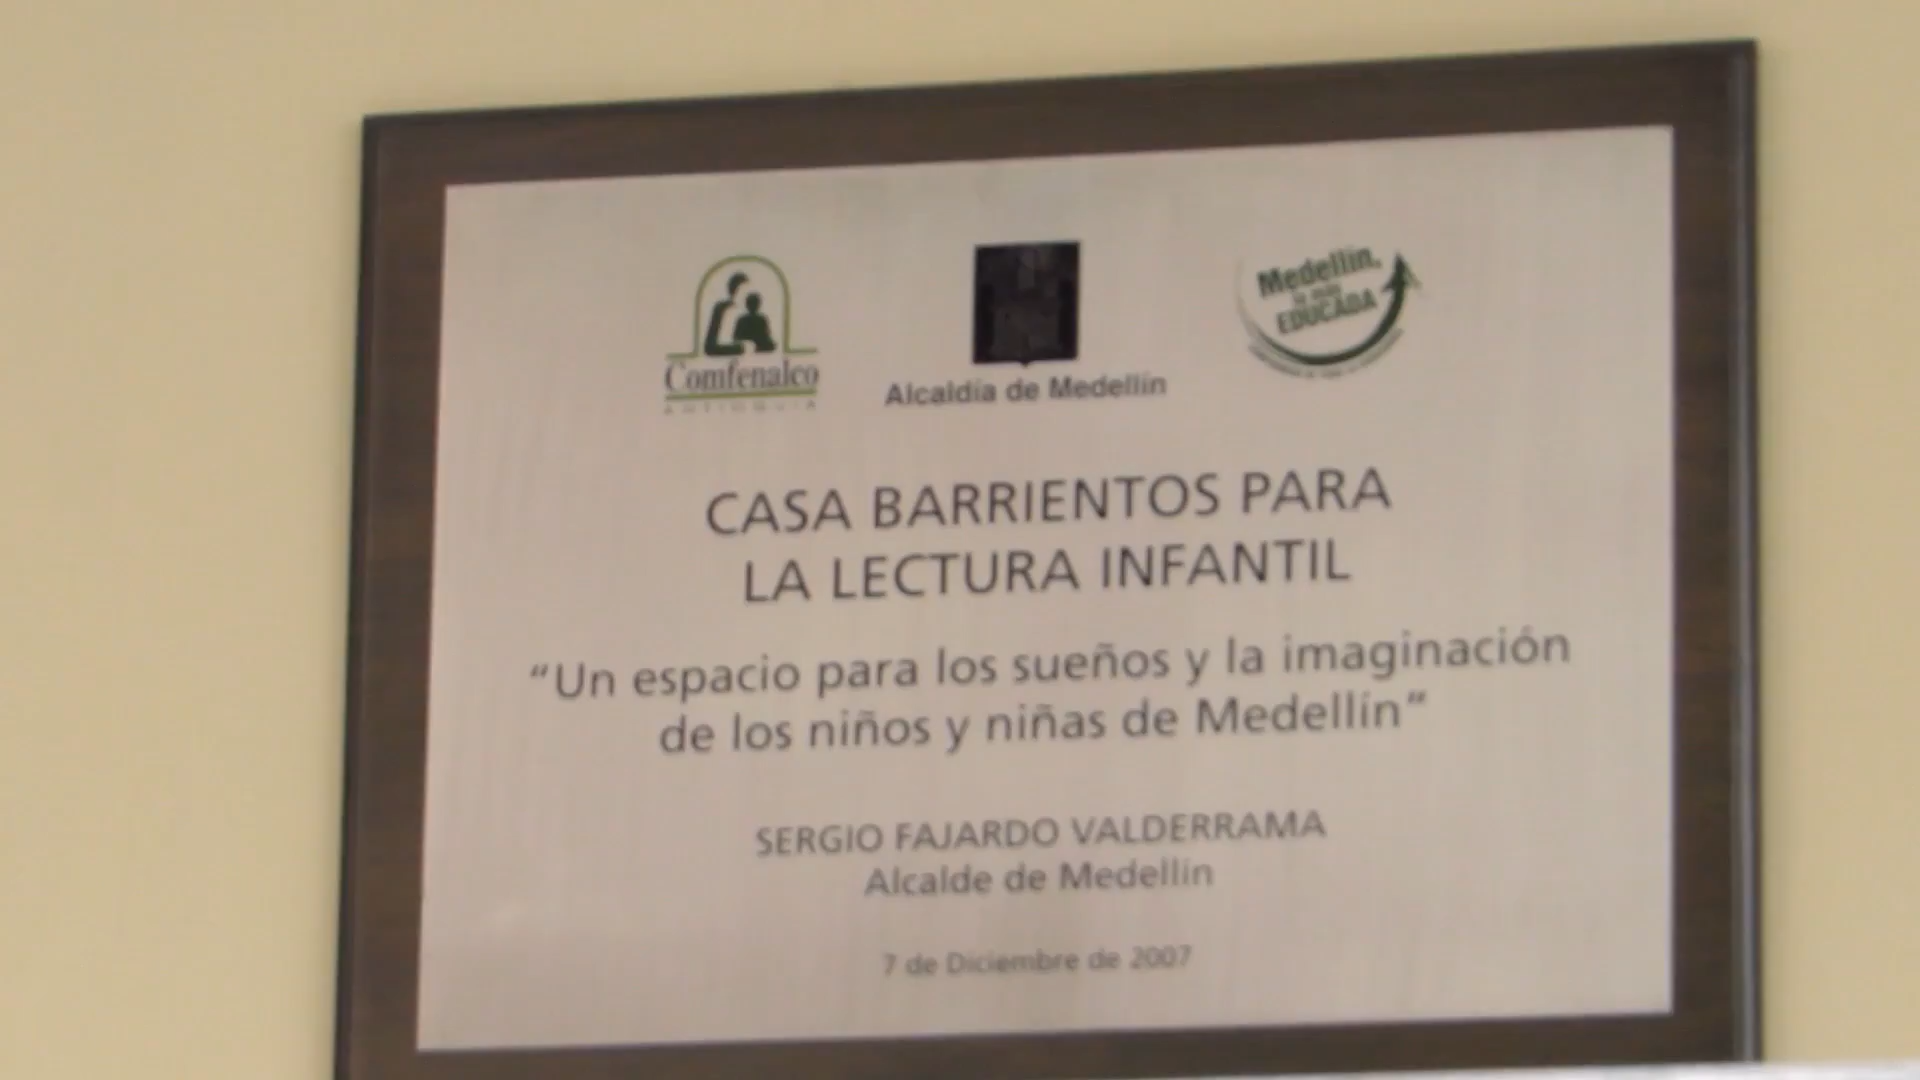 Comfenalco
ANTIOQUIA
Alcaldía de Medellín
Medellín,
la más
EDUCADA
CASA BARRIENTOS PARA
LA LECTURA INFANTIL
“Un espacio para los sueños y la imaginación
de los niños y niñas de Medellín“
SERGIO FAJARDO VALDERRAMA
Alcalde de Medellín
7 de Diciembre de 2007